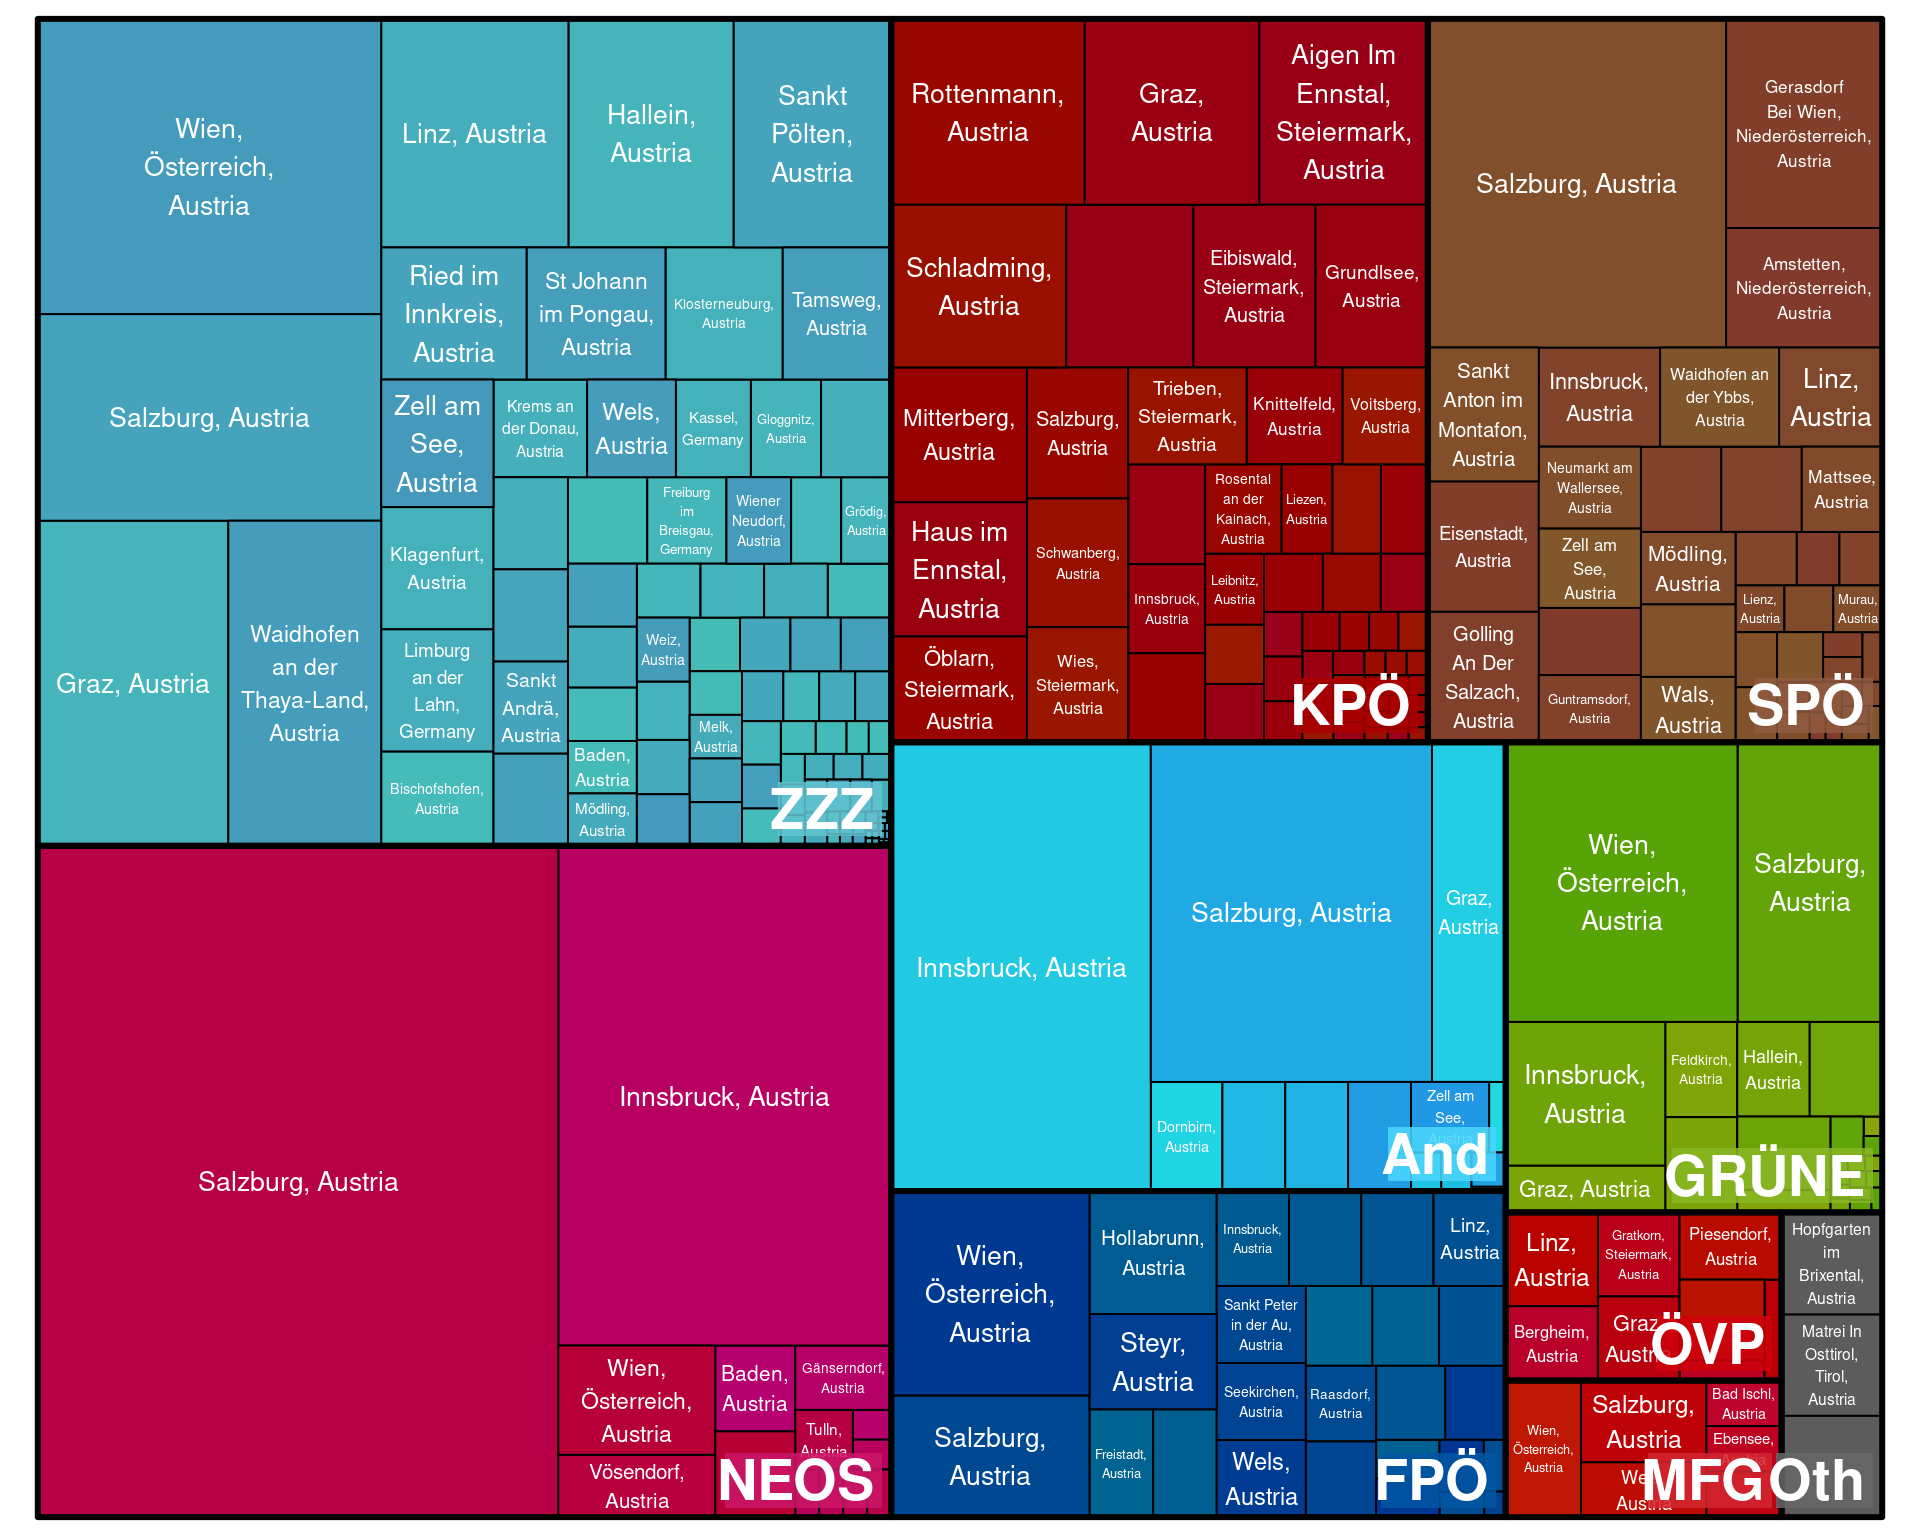 Wien,
Österreich,
Austria
Linz, Austria
Hallein,
Austria
Sankt
Pölten,
Austria
Salzburg, Austria
Graz, Austria
Waidhofen
an der
Thaya-Land,
Austria
Ried im
Innkreis,
Austria
St Johann
im Pongau,
Austria
Klosterneuburg,
Austria
Tamsweg,
Austria
Zell am
See,
Austria
Krems an
der Donau,
Austria
Wels,
Austria
Kassel,
Germany
Gloggnitz,
Austria
Klagenfurt,
Austria
Freiburg
im
Breisgau,
Germany
Wiener
Neudorf,
Austria
Grödig,
Austria
Limburg
an der
Lahn,
Germany
Sankt
Andrä,
Austria
Weiz,
Austria
Melk,
Austria
Bischofshofen,
Austria
Baden,
Austria
Mödling,
Austria
ZZZ
Rottenmann,
Austria
Graz,
Austria
Aigen Im
Ennstal,
Steiermark,
Austria
Schladming,
Austria
Eibiswald,
Steiermark,
Austria
Grundlsee,
Austria
Mitterberg,
Austria
Salzburg,
Austria
Trieben,
Steiermark,
Austria
Knittelfeld,
Austria
Voitsberg,
Austria
Haus im
Ennstal,
Austria
Schwanberg,
Austria
Rosental
an der
Kainach,
Austria
Liezen,
Austria
Innsbruck,
Austria
Leibnitz,
Austria
Öblarn,
Steiermark,
Austria
Wies,
Steiermark,
Austria
KPÖ
Salzburg, Austria
Gerasdorf
Bei Wien,
Niederösterreich,
Austria
Amstetten,
Niederösterreich,
Austria
Sankt
Anton im
Montafon,
Austria
Innsbruck,
Austria
Waidhofen an
der Ybbs,
Austria
Linz,
Austria
Neumarkt am
Wallersee,
Austria
Mattsee,
Austria
Eisenstadt,
Austria
Zell am
See,
Austria
Mödling,
Austria
Lienz,
Austria
Murau,
Austria
Golling
An Der
Salzach,
Austria
Guntramsdorf,
Austria
Wals,
Austria
SPÖ
Salzburg, Austria
Innsbruck, Austria
Wien,
Österreich,
Austria
Baden,
Austria
Gänserndorf,
Austria
Tulln,
Austria
Vösendorf,
Austria
NEOS
Innsbruck, Austria
Salzburg, Austria
Graz,
Austria
Dornbirn,
Austria
Zell am
See,
Austria
And
Wien,
Österreich,
Austria
Salzburg,
Austria
Innsbruck,
Austria
Feldkirch,
Austria
Hallein,
Austria
Graz, Austria
GRÜNE
Wien,
Österreich,
Austria
Hollabrunn,
Austria
Innsbruck,
Austria
Linz,
Austria
Steyr,
Austria
Sankt Peter
in der Au,
Austria
Salzburg,
Austria
Seekirchen,
Austria
Raasdorf,
Austria
Freistadt,
Austria
Wels,
Austria
FPÖ
Linz,
Austria
Gratkorn,
Steiermark,
Austria
Piesendorf,
Austria
Bergheim,
Austria
Graz
Austria
ÖVP
Wien,
Österreich,
Austria
Salzburg,
Austria
Bad Ischl,
Austria
Ebensee,
Austria
MFG
Hopfgarten
im
Brixental,
Austria
Matrei In
Osttirol,
Tirol,
Austria
Oth